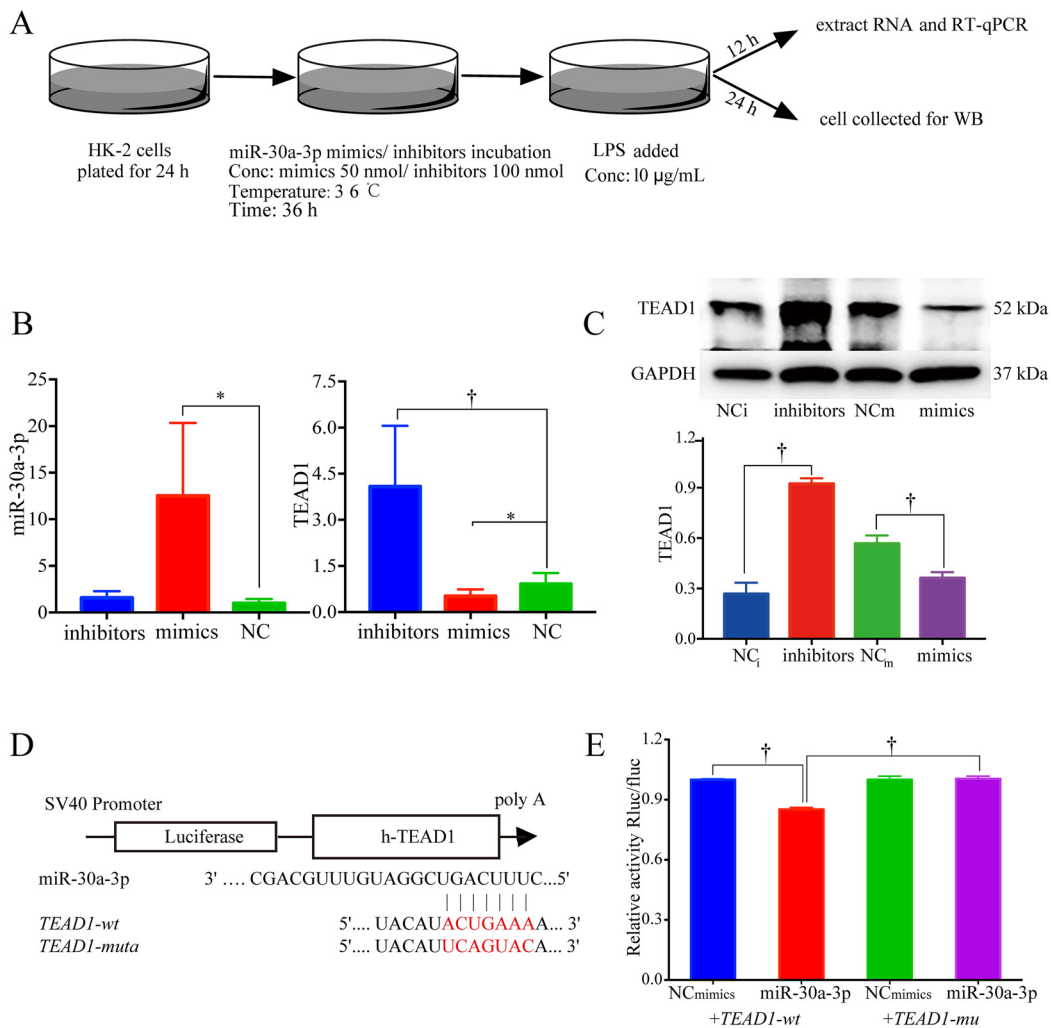 A
12 h
extract RNA and RT-qPCR
24 h
cell collected for WB
HK-2 cells
plated for 24 h
miR-30a-3p mimics/ inhibitors incubation
Conc: mimics 50 nmol/ inhibitors 100 nmol
Temperature: 3 6 ℃
Time: 36 h
LPS added
Conc: 10 μg/mL
B
miR-30a-3p
25
20
15
10
5
0
*
inhibitors mimics NC
TEAD1
7.5
6.0
4.5
3.0
1.5
0.0
†
*
inhibitors mimics NC
C
TEAD1 52 kDa
GAPDH 37 kDa
NCi inhibitors NCm mimics
TEAD1
1.2
0.9
0.6
0.3
0.0
†
†
NCi inhibitors NCm mimics
D
SV40 Promoter
poly A
Luciferase h-TEAD1
miR-30a-3p 3' .... CGACGUUUGUAGGCUGACUUUC...5'
TEAD1-wt 5'.... UACAUACUGAAAA... 3'
TEAD1-muta 5'.... UACAUUCAGUACA... 3'
E
Relative activity Rluc/fluc
1.2
0.9
0.6
0.3
0.0
†
†
NCmimics miR-30a-3p NCmimics miR-30a-3p
+TEAD1-wt +TEAD1-mu